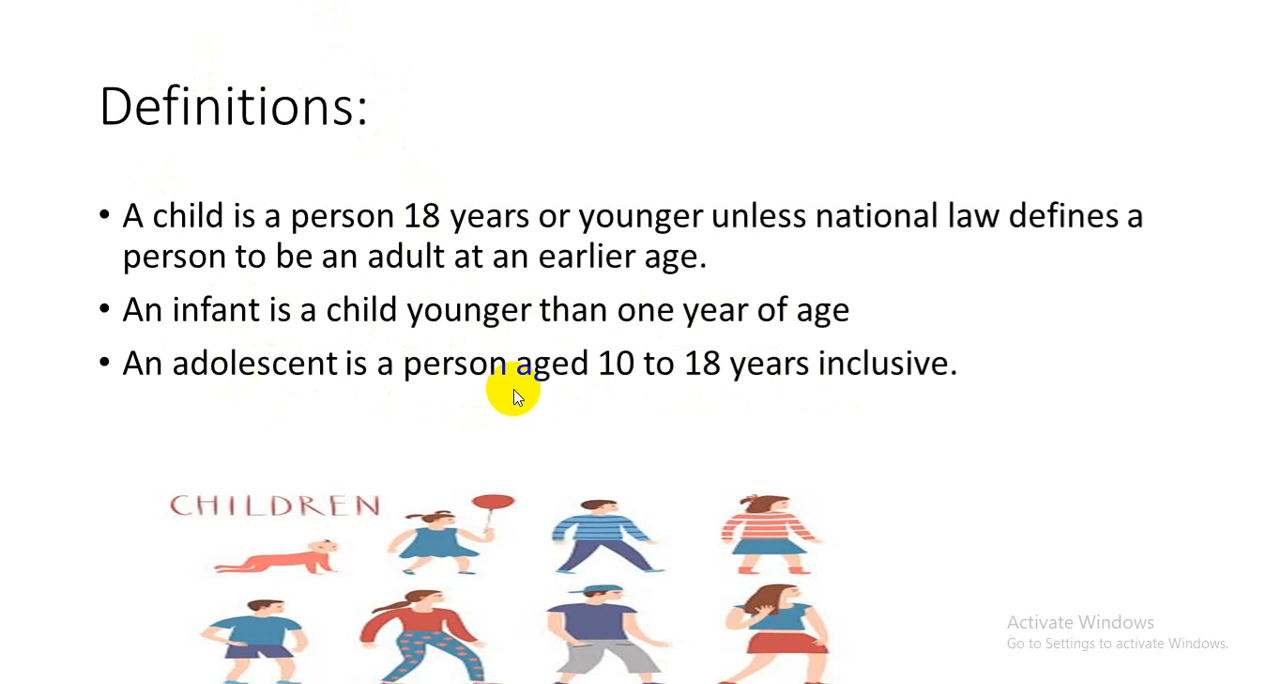 Definitions:
• A child is a person 18 years or younger unless national law defines a
person to be an adult at an earlier age.
• An infant is a child younger than one year of age
• An adolescent is a person aged 10 to 18 years inclusive.
CHILDREN
Activate Windows
Go to Settings to activate Windows.